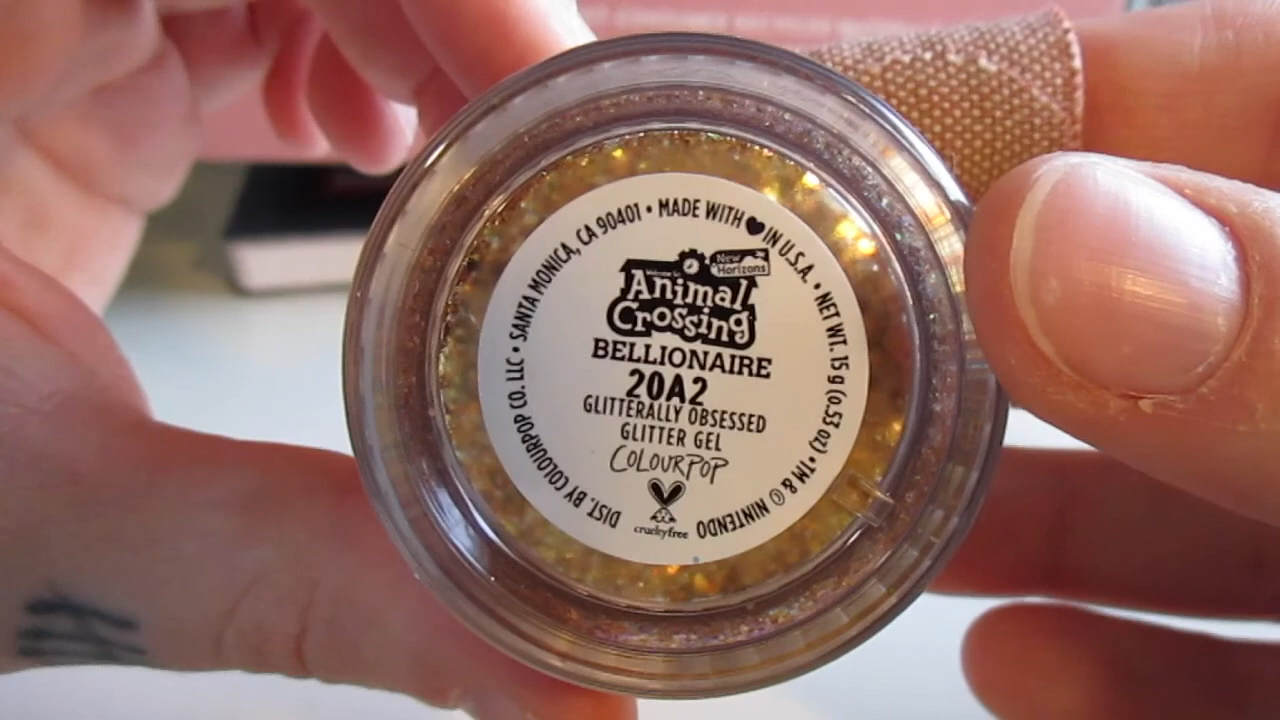 Welcome to
New
Horizons
Animal
Crossing
BELLIONAIRE
20A2
GLITTERALLY OBSESSED
GLITTER GEL
COLOURPOP
crueltyfree
DIST. BY COLOURPOP CO. LLC • SANTA MONICA, CA 90401 • MADE WITH ♥ IN U.S.A. • NET WT. 15 g (0.53 oz) • TM & © NINTENDO